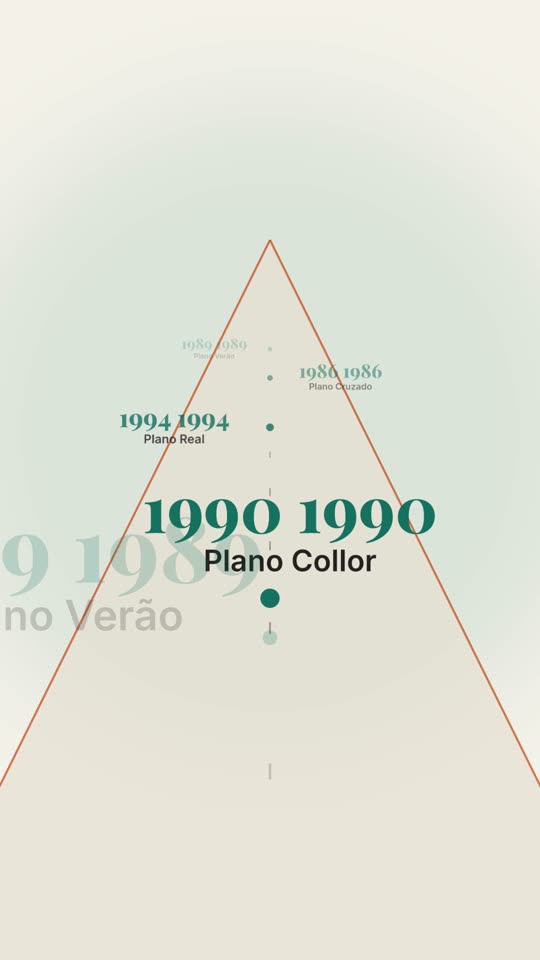 1989 1989
Plano Verão
1986 1986
Plano Cruzado
1994 1994
Plano Real
1990 1990
Plano Collor
9 1989
no Verão